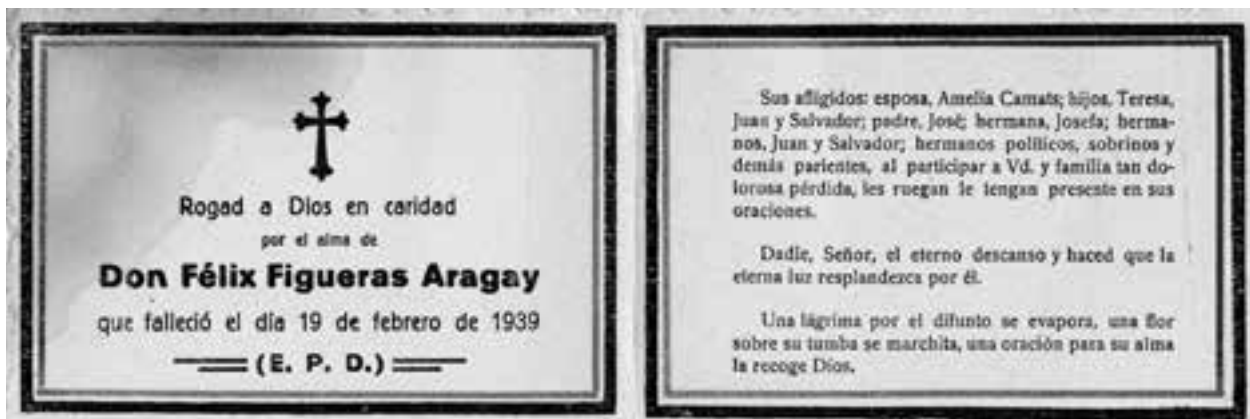 Rogad a Dios en caridad
por el alma de
Don Félix Figueras Aragay
que falleció el día 19 de febrero de 1939
(E. P. D.)
Sus afligidos: esposa, Amelia Camats; hijos, Teresa,
Juan y Salvador; padre, José; hermana, Josefa; herma-
nos, Juan y Salvador; hermanos políticos, sobrinos y
demás parientes, al participar a Vd. y familia tan do-
lorosa pérdida, les ruegan le tengan presente en sus
oraciones.
Dadle, Señor, el eterno descanso y haced que la
eterna luz resplandezca por él.
Una lágrima por el difunto se evapora, una flor
sobre su tumba se marchita, una oración para su alma
la recoge Dios.